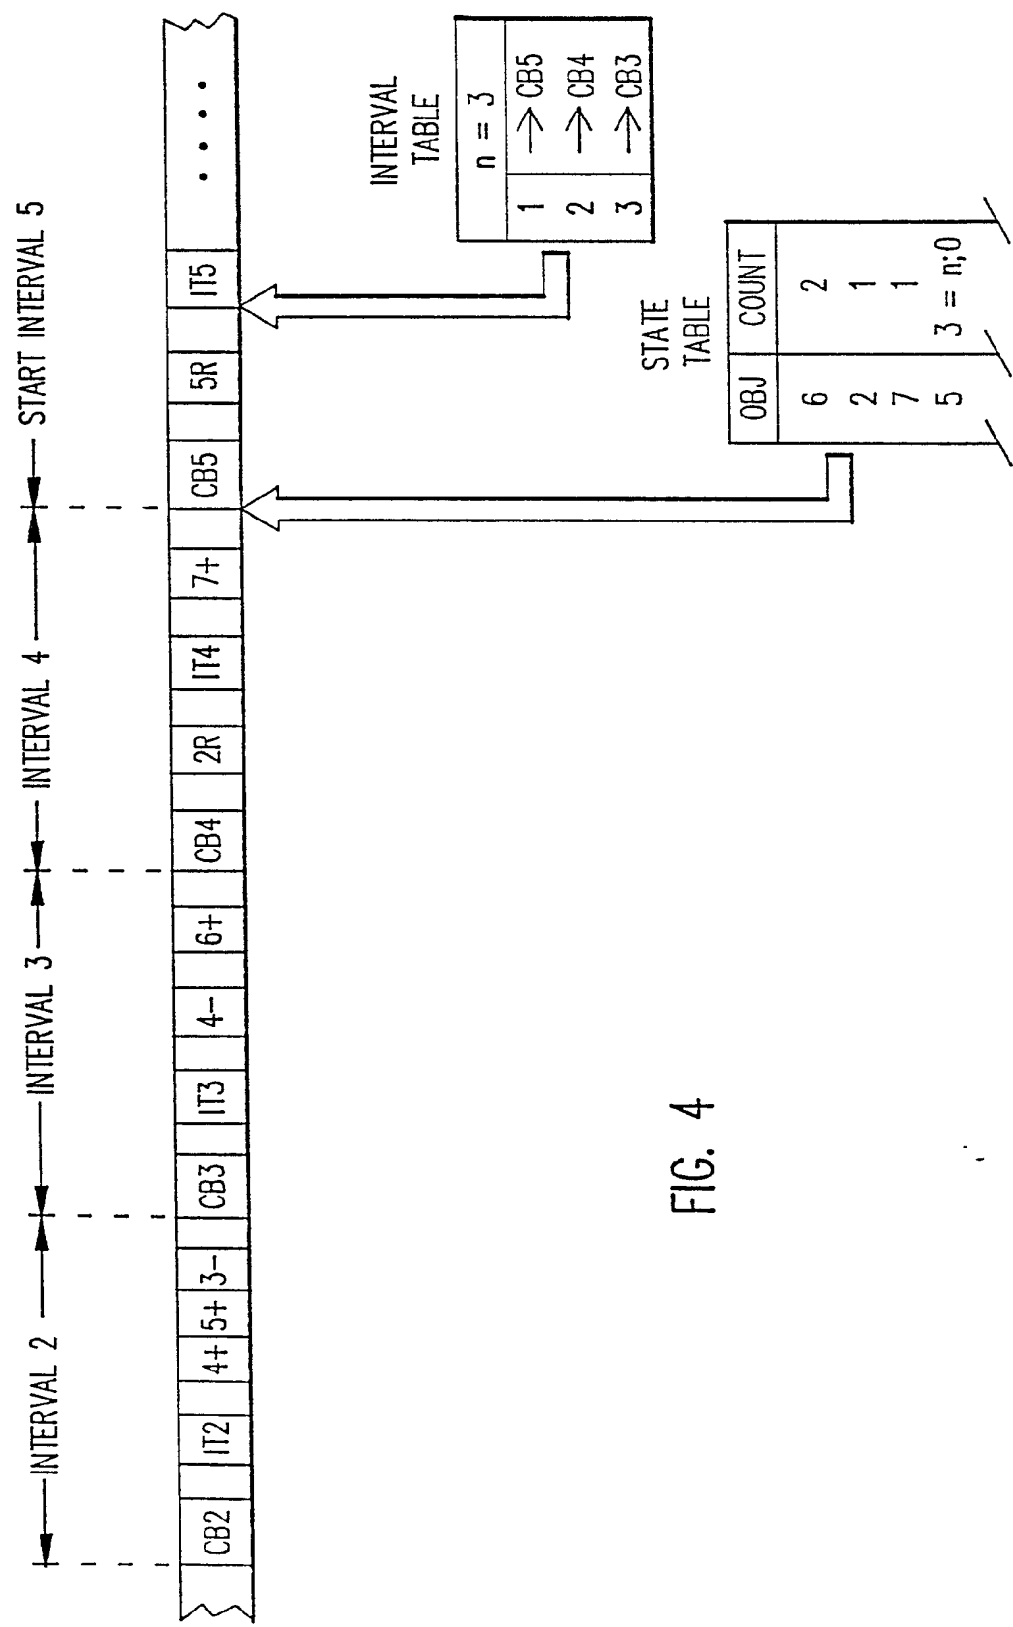 INTERVAL 2
INTERVAL 3
INTERVAL 4
START INTERVAL 5
CB2
IT2
4+
5+
3-
CB3
IT3
4-
6+
CB4
2R
IT4
7+
CB5
5R
IT5
....
INTERVAL
TABLE
n = 3
1 →CB5
2 →CB4
3 →CB3
STATE
TABLE
OBJ COUNT
6 2
2 1
7 1
5 3 = n;0
FIG. 4